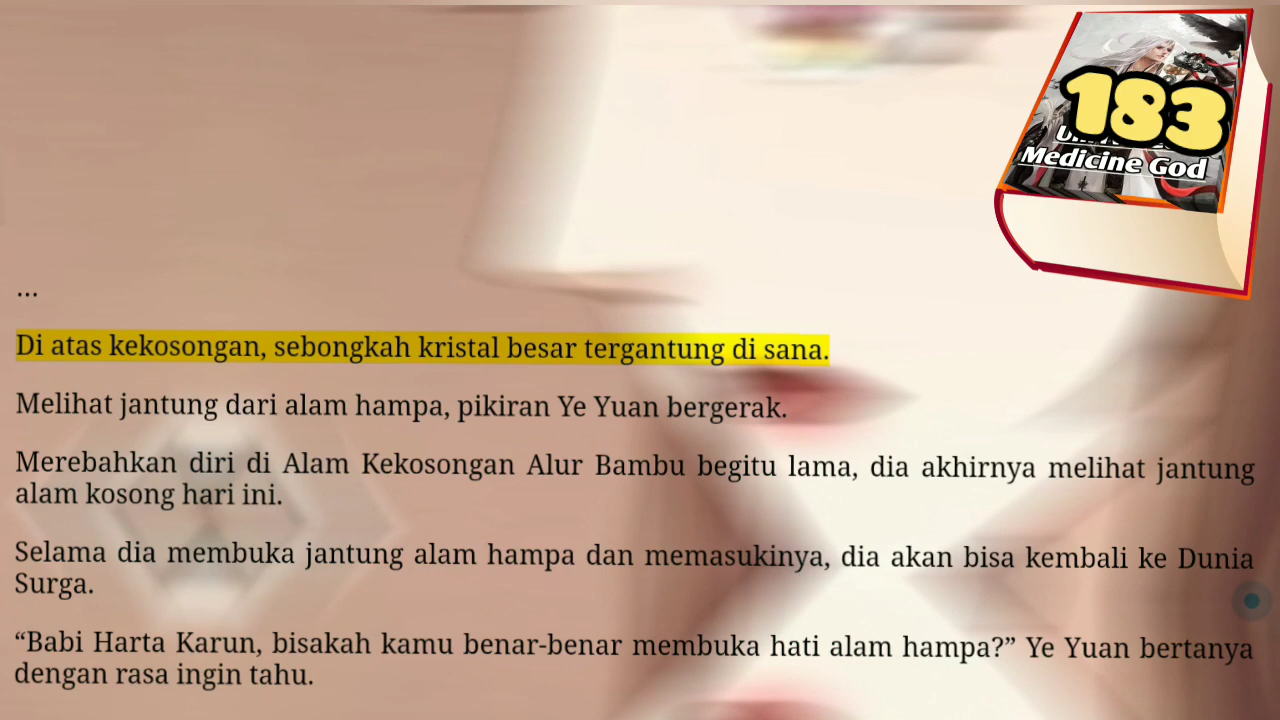 183
Medicine God
...
Di atas kekosongan, sebongkah kristal besar tergantung di sana.
Melihat jantung dari alam hampa, pikiran Ye Yuan bergerak.
Merebahkan diri di Alam Kekosongan Alur Bambu begitu lama, dia akhirnya melihat jantung
alam kosong hari ini.
Selama dia membuka jantung alam hampa dan memasukinya, dia akan bisa kembali ke Dunia
Surga.
“Babi Harta Karun, bisakah kamu benar-benar membuka hati alam hampa?” Ye Yuan bertanya
dengan rasa ingin tahu.